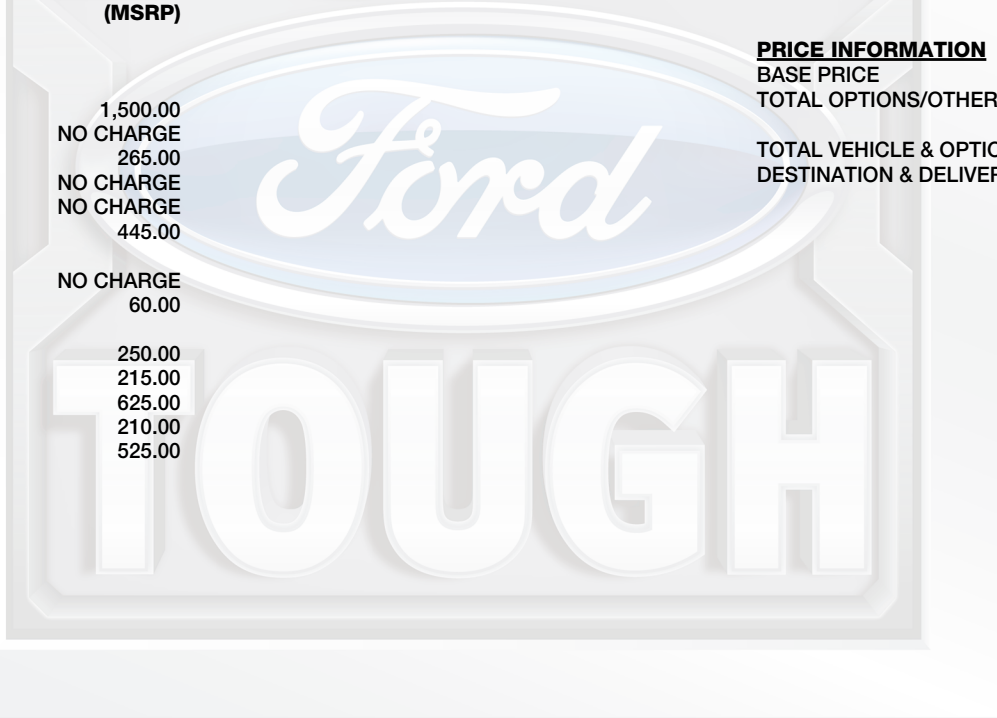 (MSRP)
1,500.00
NO CHARGE
265.00
NO CHARGE
NO CHARGE
445.00
NO CHARGE
60.00
250.00
215.00
625.00
210.00
525.00
PRICE INFORMATION
BASE PRICE
TOTAL OPTIONS/OTHER
TOTAL VEHICLE & OPTIO
DESTINATION & DELIVER
Ford
TOUGH